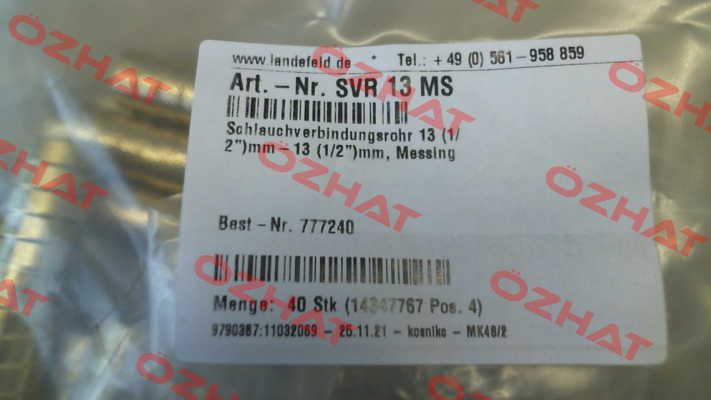 www.landefeld.de * Tel.: +49 (0) 561-958 859
Art.-Nr. SVR 13 MS
Schlauchverbindungsrohr 13 (1/
2")mm-13 (1/2")mm, Messing
Best-Nr. 777240
Menge: 40 Stk (14347767 Pos. 4)
9790387:11032069 - 25.11.21 - kosniko - MK48/2
ÖZHAT
ÖZHAT
ÖZHAT
ÖZHAT
ÖZHAT
ÖZHAT
ÖZHAT
ÖZHAT
ÖZHAT